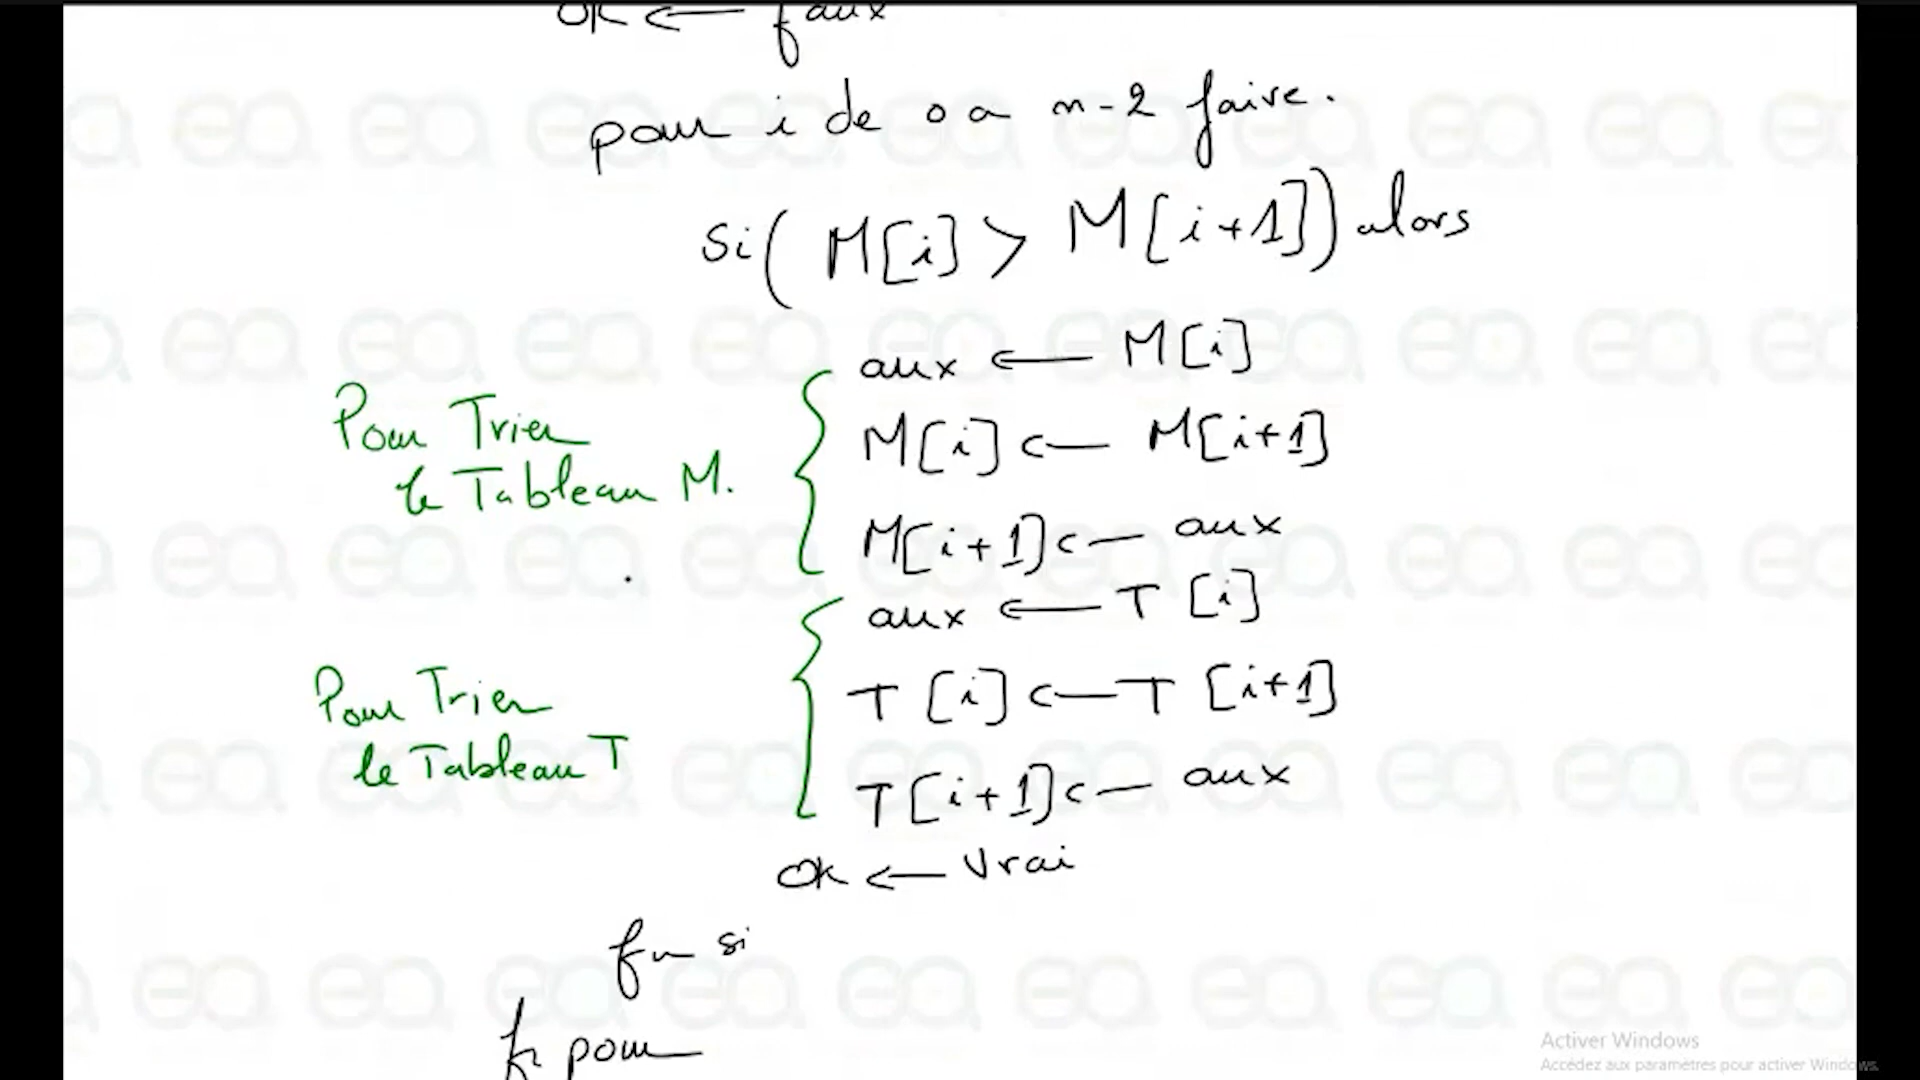 OK ← faux
pour i de 0 a n-2 faire.
Si ( M[i] > M[i+1]) alors
aux ← M[i]
M[i] ← M[i+1]
Pour Trier
le Tableau M.
M[i+1] ← aux
aux ← T [i]
T [i] ← T [i+1]
Pour Trier
le Tableau T
T[i+1] ← aux
OK ← Vrai
fin si
fn pour
Activer Windows
Accédez aux paramètres pour activer Windows.